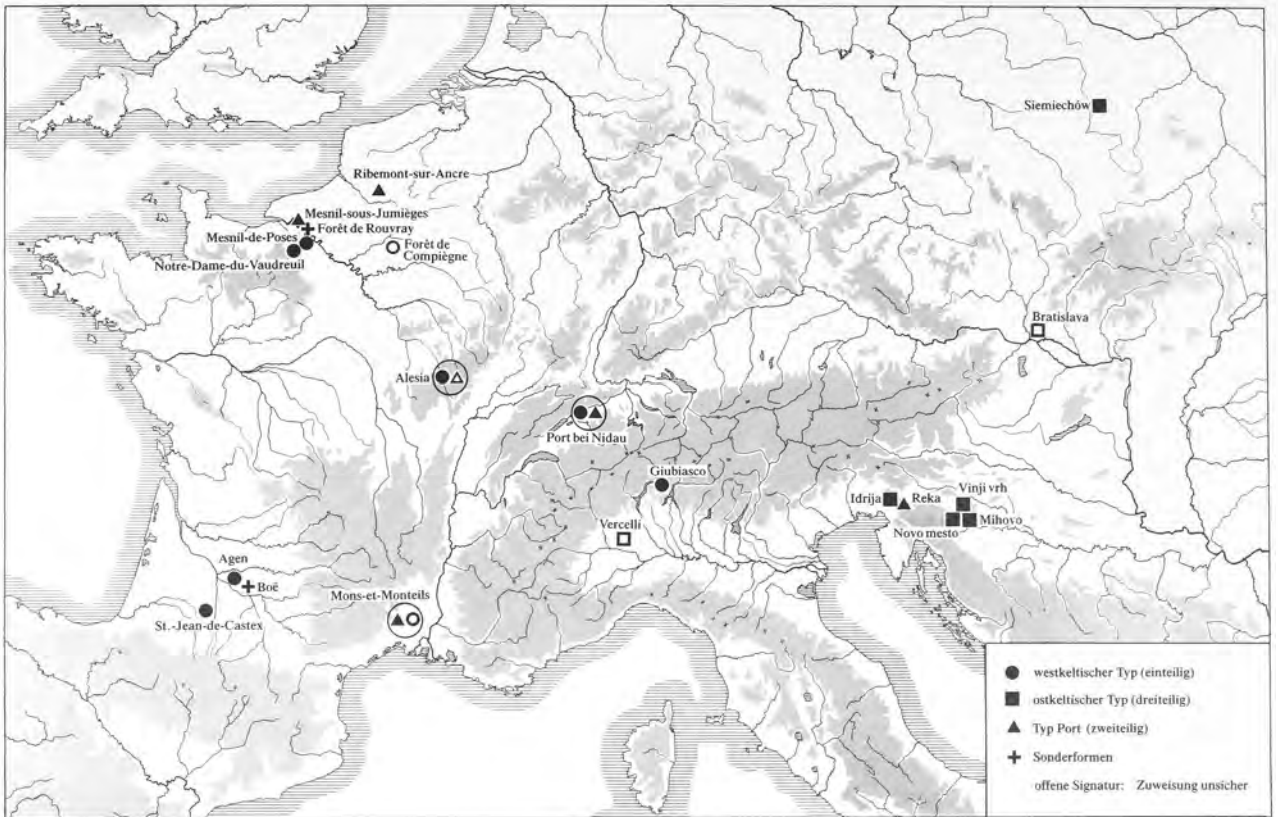 Siemiechów
Ribemont-sur-Ancre
Mesnil-sous-Jumièges
Forêt de Rouvray
Mesnil-de-Poses
Forêt de
Compiègne
Notre-Dame-du-Vaudreuil
Bratislava
Alesia
Port bei Nidau
Giubiasco
Idrija
Reka
Vinji vrh
Vercelli
Novo mesto
Mihovo
Agen
Boë
Mons-et-Monteils
St.-Jean-de-Castex
westkeltischer Typ (einteilig)
ostkeltischer Typ (dreiteilig)
Typ Port (zweiteilig)
Sonderformen
offene Signatur: Zuweisung unsicher